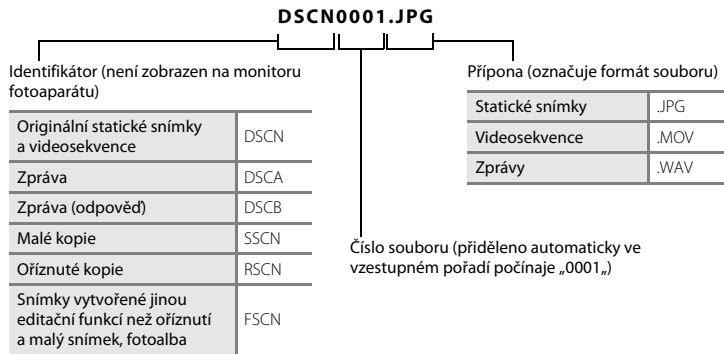 DSCN0001.JPG
Identifikátor (není zobrazen na monitoru
fotoaparátu)
Originální statické snímky
a videosekvence DSCN
Zpráva DSCA
Zpráva (odpověď) DSCB
Malé kopie SSCN
Oříznuté kopie RSCN
Snímky vytvořené jinou
editační funkcí než oříznutí
a malý snímek, fotoalba FSCN
Přípona (označuje formát souboru)
Statické snímky .JPG
Videosekvence .MOV
Zprávy .WAV
Číslo souboru (přiděleno automaticky ve
vzestupném pořadí počínaje „0001„)